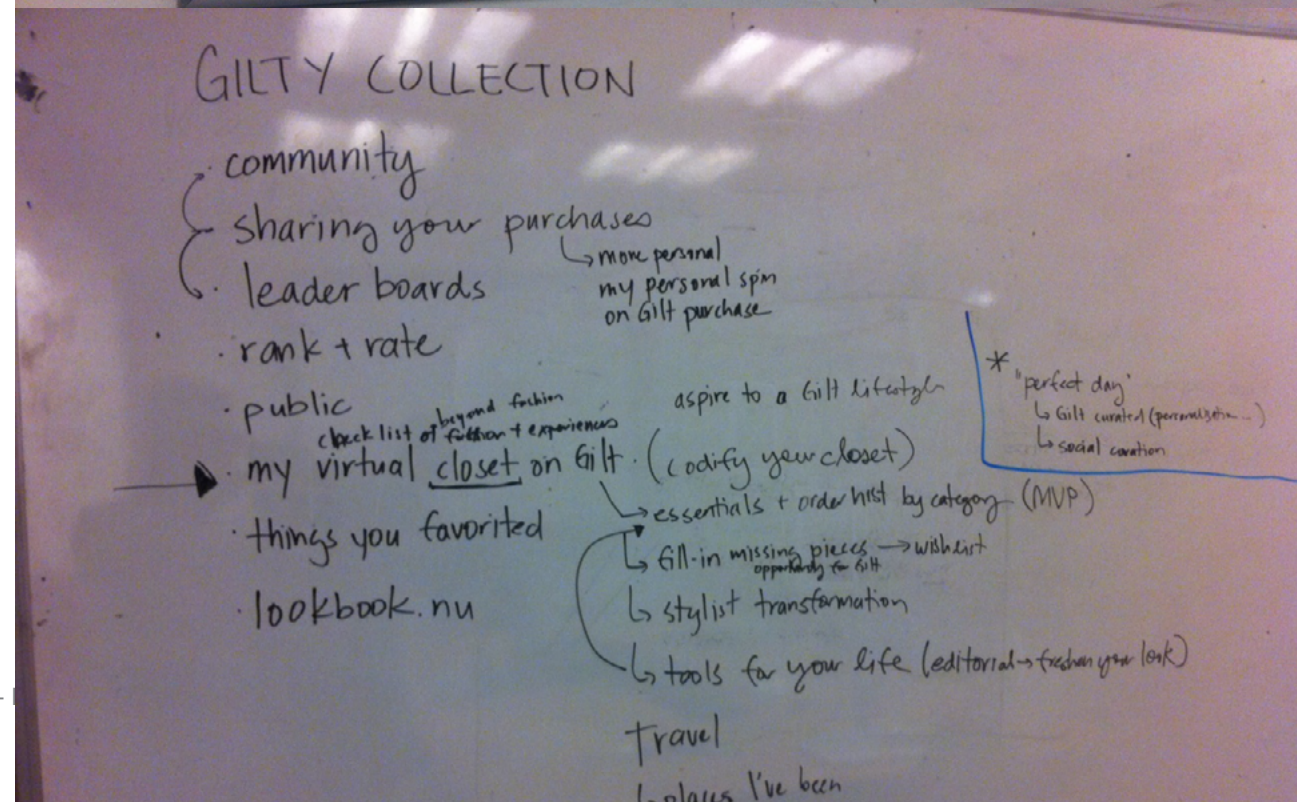 GILTY COLLECTION
· community
sharing your purchases
↳ more personal
my personal spin
on Gilt purchase
· leader boards
· rank + rate
· public
beyond fashion
check list of fashion + experiences
· my virtual closet on Gilt · (codify your closet)
aspire to a Gilt lifestyle
↳ essentials + order hist by category (MVP)
↳ fill-in missing pieces → wishlist
opportunity for Gilt
↳ stylist transformation
↳ tools for your life (editorial → freshen your look)
· things you favorited
· lookbook.nu
Travel
↳ places I've been
* "perfect day"
↳ Gilt curated (
↳ social curation